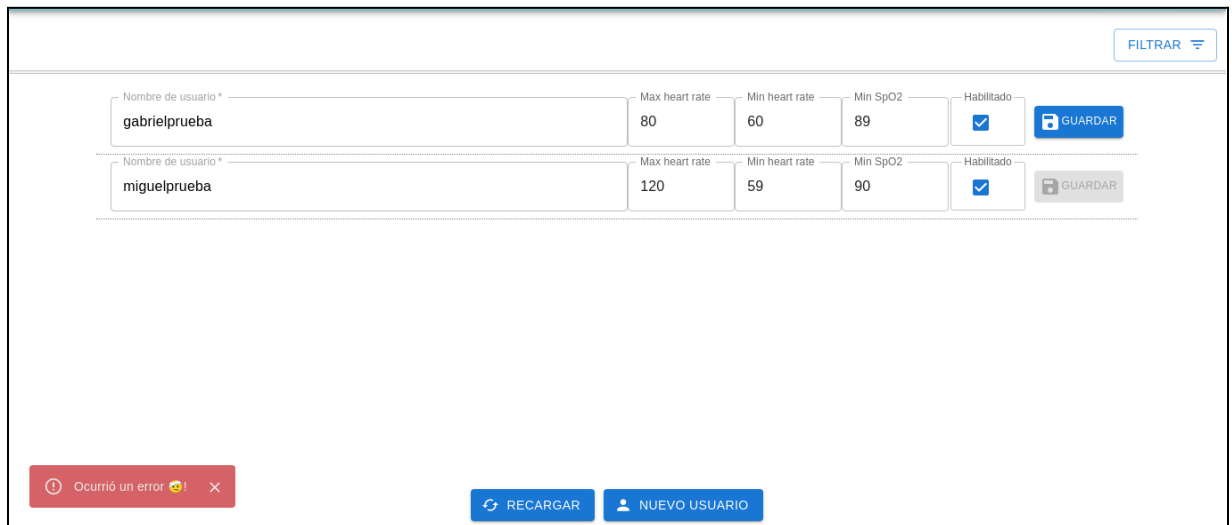 FILTRAR
Nombre de usuario * Max heart rate Min heart rate Min SpO2 Habilitado
gabrielprueba 80 60 89 GUARDAR
Nombre de usuario * Max heart rate Min heart rate Min SpO2 Habilitado
miguelprueba 120 59 90 GUARDAR
Ocurrió un error 🤕!
RECARGAR NUEVO USUARIO